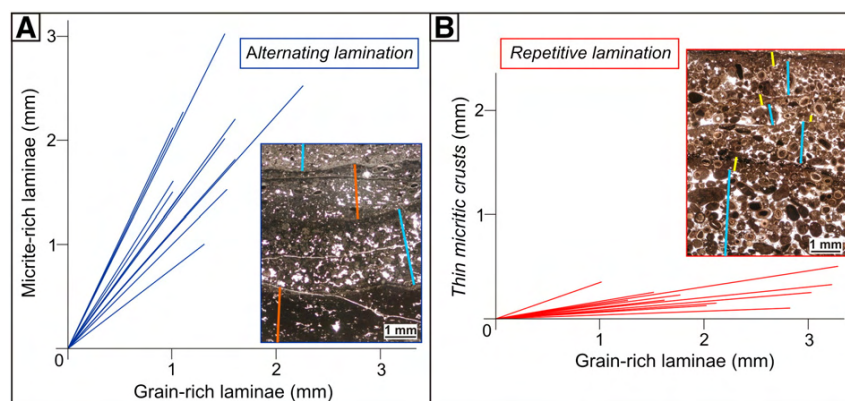 A
Alternating lamination
Micrite-rich laminae (mm)
3
2
1
0
1
2
3
Grain-rich laminae (mm)
1 mm
B
Repetitive lamination
Thin micritic crusts (mm)
2
1
0
0
1
2
3
Grain-rich laminae (mm)
1 mm